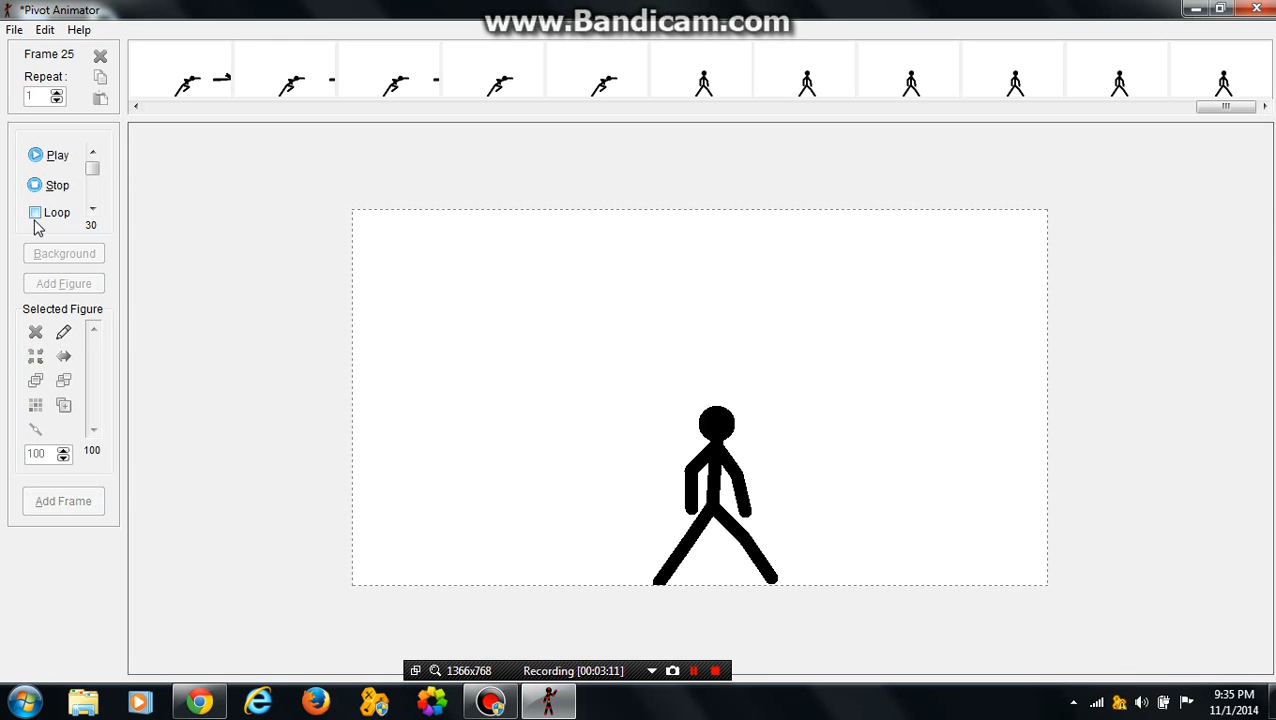 *Pivot Animator
www.Bandicam.com
File Edit Help
Frame 25
Repeat :
1
Play
Stop
Loop
30
Background
Add Figure
Selected Figure
100
100
Add Frame
1366x768 Recording [00:03:11]
9:35 PM
11/1/2014